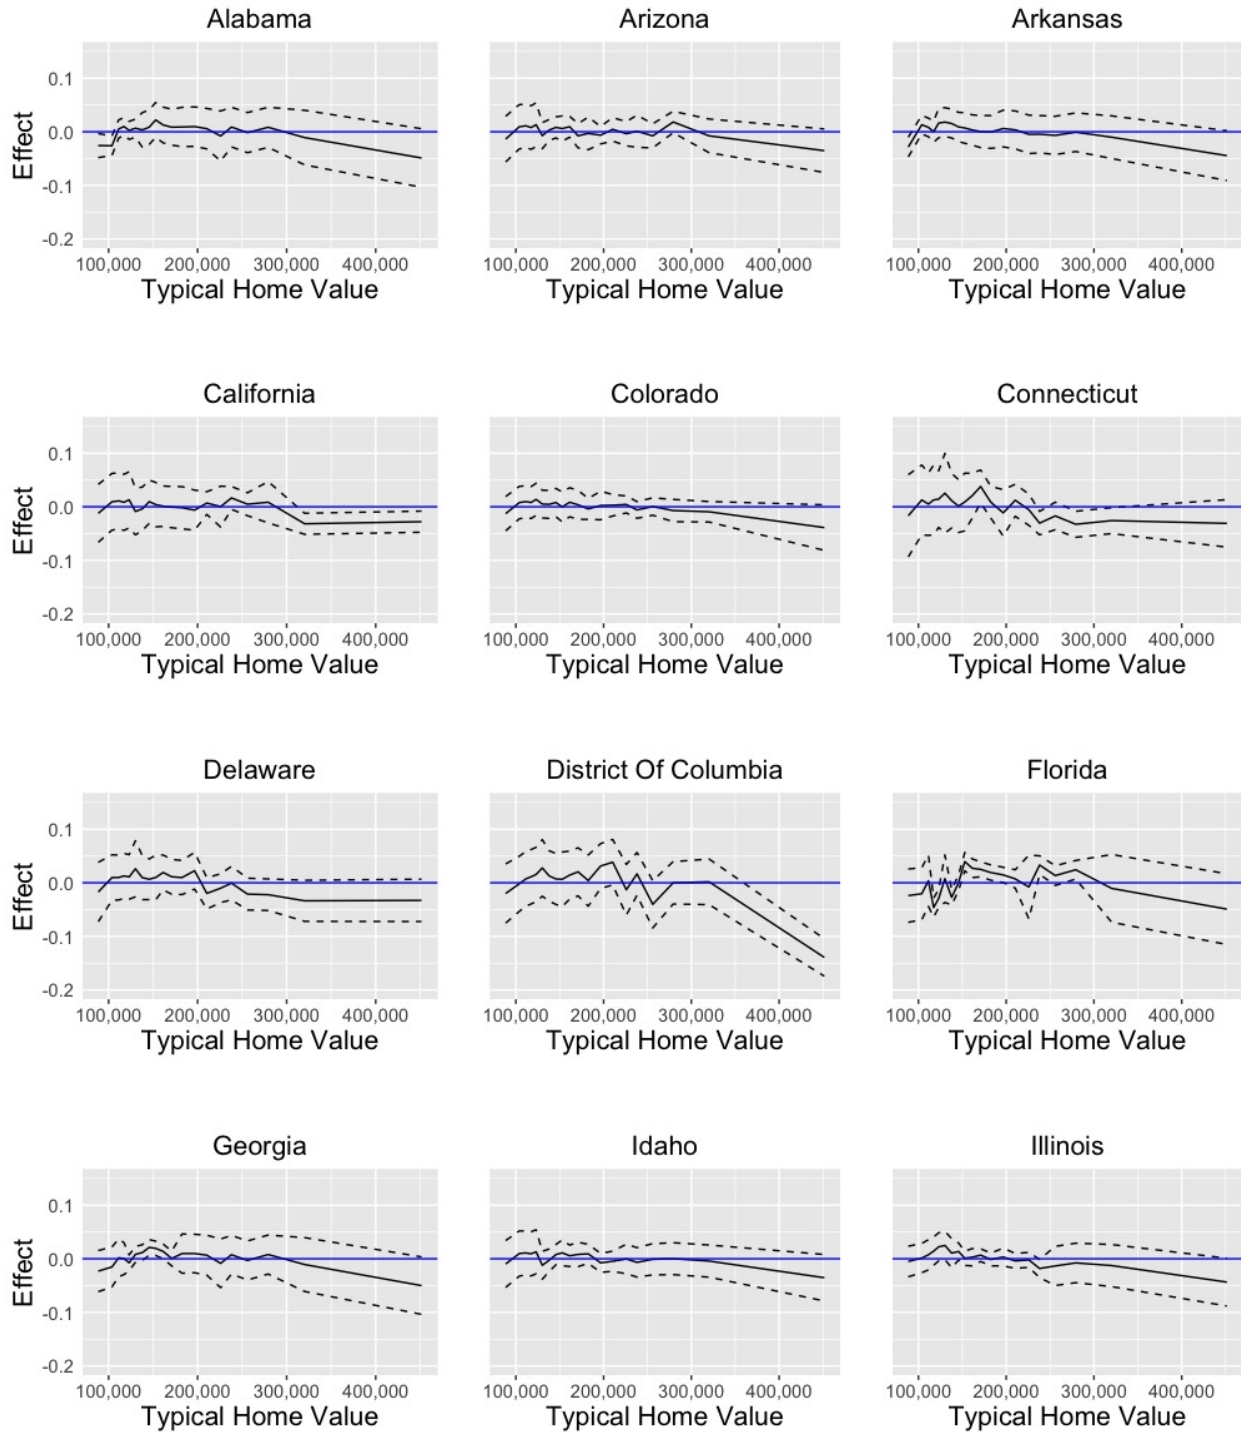 Alabama Arizona Arkansas
Effect
0.1
0.0
-0.1
-0.2
100,000 200,000 300,000 400,000 100,000 200,000 300,000 400,000 100,000 200,000 300,000 400,000
Typical Home Value Typical Home Value Typical Home Value
California Colorado Connecticut
Effect
0.1
0.0
-0.1
-0.2
100,000 200,000 300,000 400,000 100,000 200,000 300,000 400,000 100,000 200,000 300,000 400,000
Typical Home Value Typical Home Value Typical Home Value
Delaware District Of Columbia Florida
Effect
0.1
0.0
-0.1
-0.2
100,000 200,000 300,000 400,000 100,000 200,000 300,000 400,000 100,000 200,000 300,000 400,000
Typical Home Value Typical Home Value Typical Home Value
Georgia Idaho Illinois
Effect
0.1
0.0
-0.1
-0.2
100,000 200,000 300,000 400,000 100,000 200,000 300,000 400,000 100,000 200,000 300,000 400,000
Typical Home Value Typical Home Value Typical Home Value